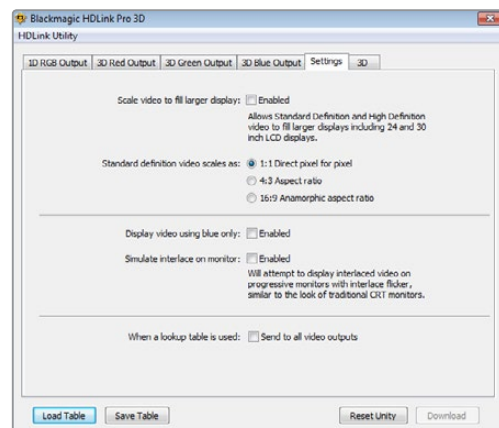 Blackmagic HDLink Pro 3D
HDLink Utility
1D RGB Output 3D Red Output 3D Green Output 3D Blue Output Settings 3D
Scale video to fill larger display: Enabled
Allows Standard Definition and High Definition
video to fill larger displays including 24 and 30
inch LCD displays.
Standard definition video scales as: 1:1 Direct pixel for pixel
4:3 Aspect ratio
16:9 Anamorphic aspect ratio
Display video using blue only: Enabled
Simulate interlace on monitor: Enabled
Will attempt to display interlaced video on
progressive monitors with interlace flicker,
similar to the look of traditional CRT monitors.
When a lookup table is used: Send to all video outputs
Load Table Save Table Reset Unity Download